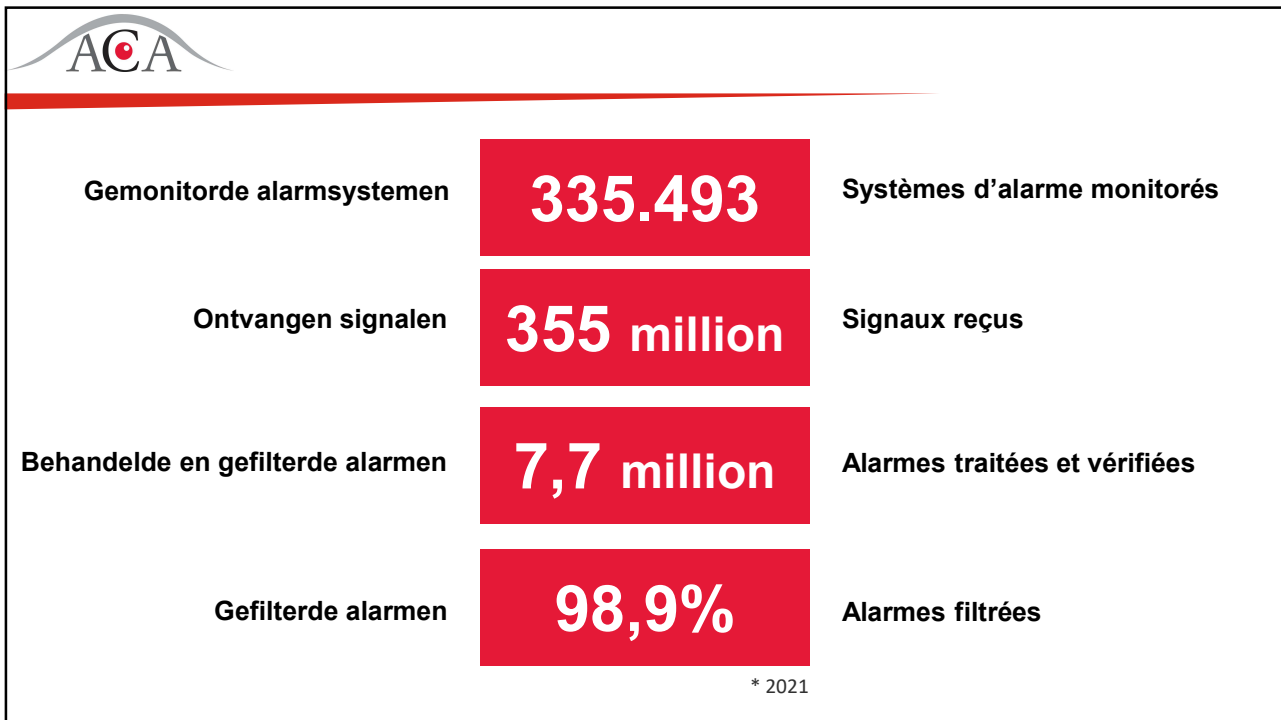 ACA
Gemonitorde alarmsystemen
335.493
Systèmes d’alarme monitorés
Ontvangen signalen
355 million
Signaux reçus
Behandelde en gefilterde alarmen
7,7 million
Alarmes traitées et vérifiées
Gefilterde alarmen
98,9%
Alarmes filtrées
* 2021